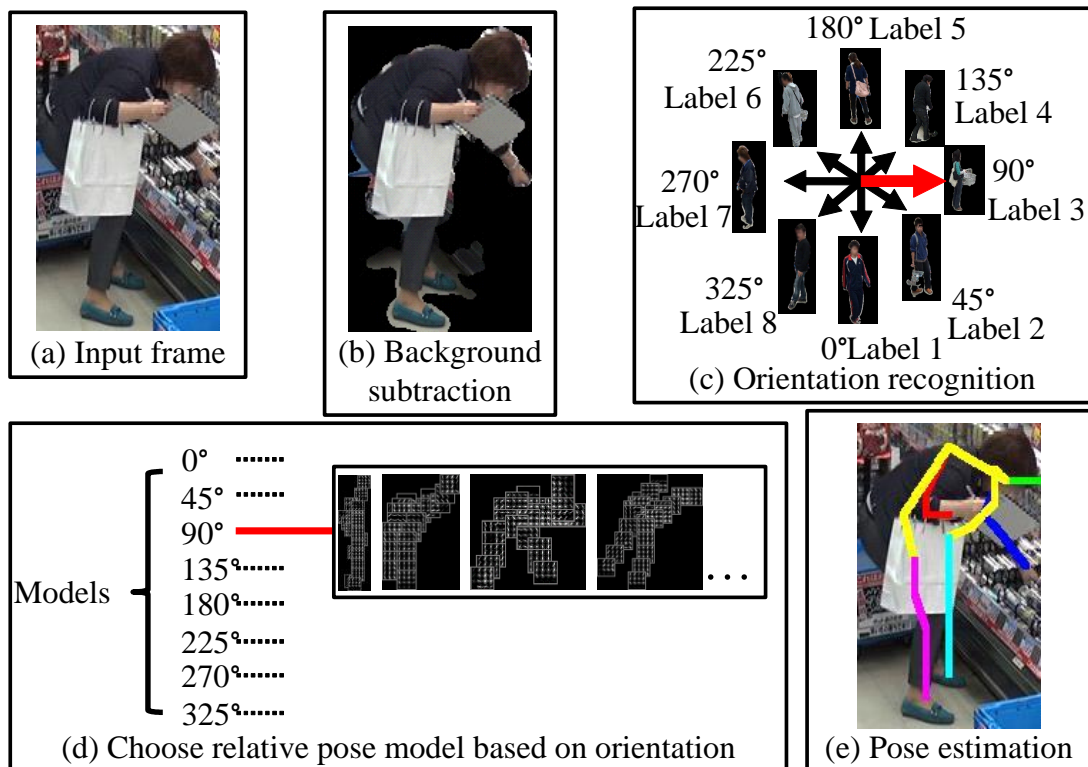 (a) Input frame
(b) Background
subtraction
180° Label 5
225°
Label 6
135°
Label 4
270°
Label 7
90°
Label 3
325°
Label 8
45°
Label 2
0°Label 1
(c) Orientation recognition
Models
0° ......
45° ......
90°
135°......
180°......
225°......
270°......
325°......
...
(d) Choose relative pose model based on orientation
(e) Pose estimation